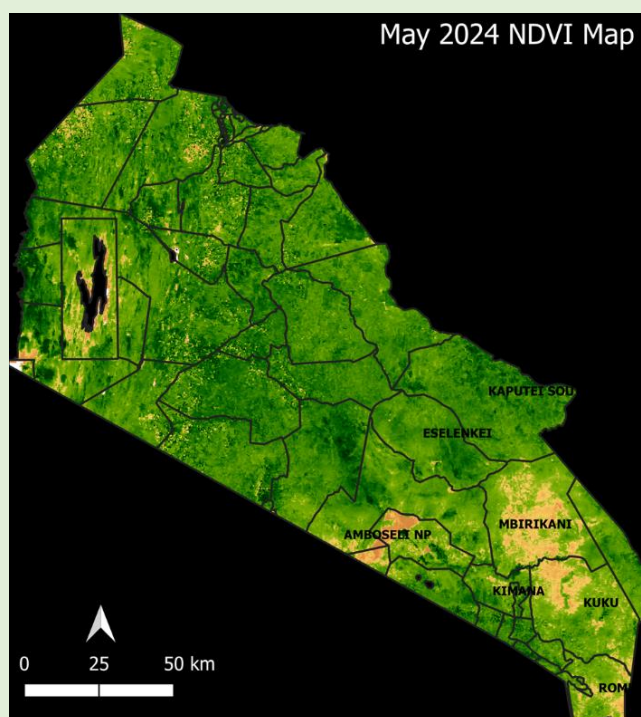 May 2024 NDVI Map
KAPUTEI SOU
ESELENKEI
MBIRIKANI
AMBOSELI NP
KIMANA
KUKU
ROM
0 25 50 km